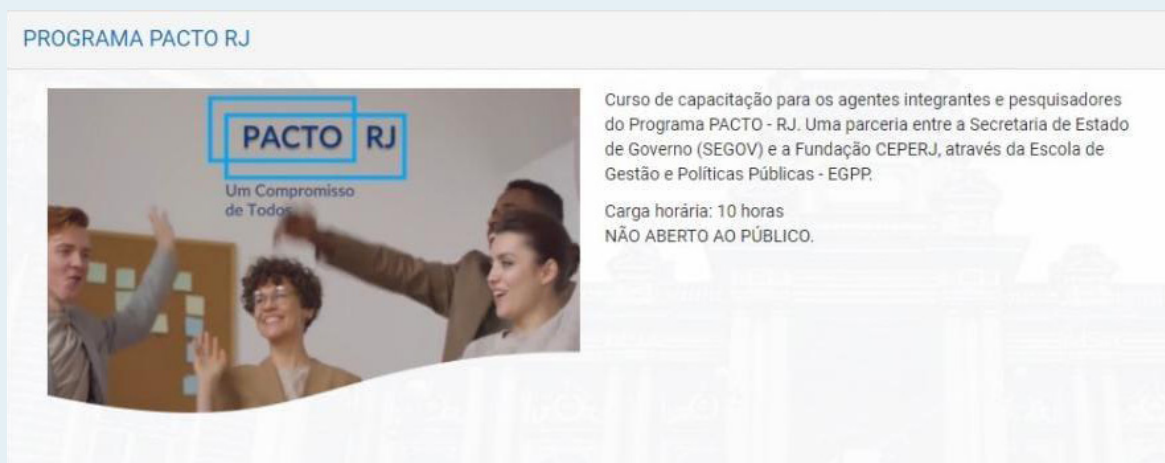 PROGRAMA PACTO RJ
PACTO RJ
Um Compromisso
de Todos
Curso de capacitação para os agentes integrantes e pesquisadores
do Programa PACTO - RJ. Uma parceria entre a Secretaria de Estado
de Governo (SEGOV) e a Fundação CEPERJ, através da Escola de
Gestão e Políticas Públicas - EGPP.
Carga horária: 10 horas
NÃO ABERTO AO PÚBLICO.